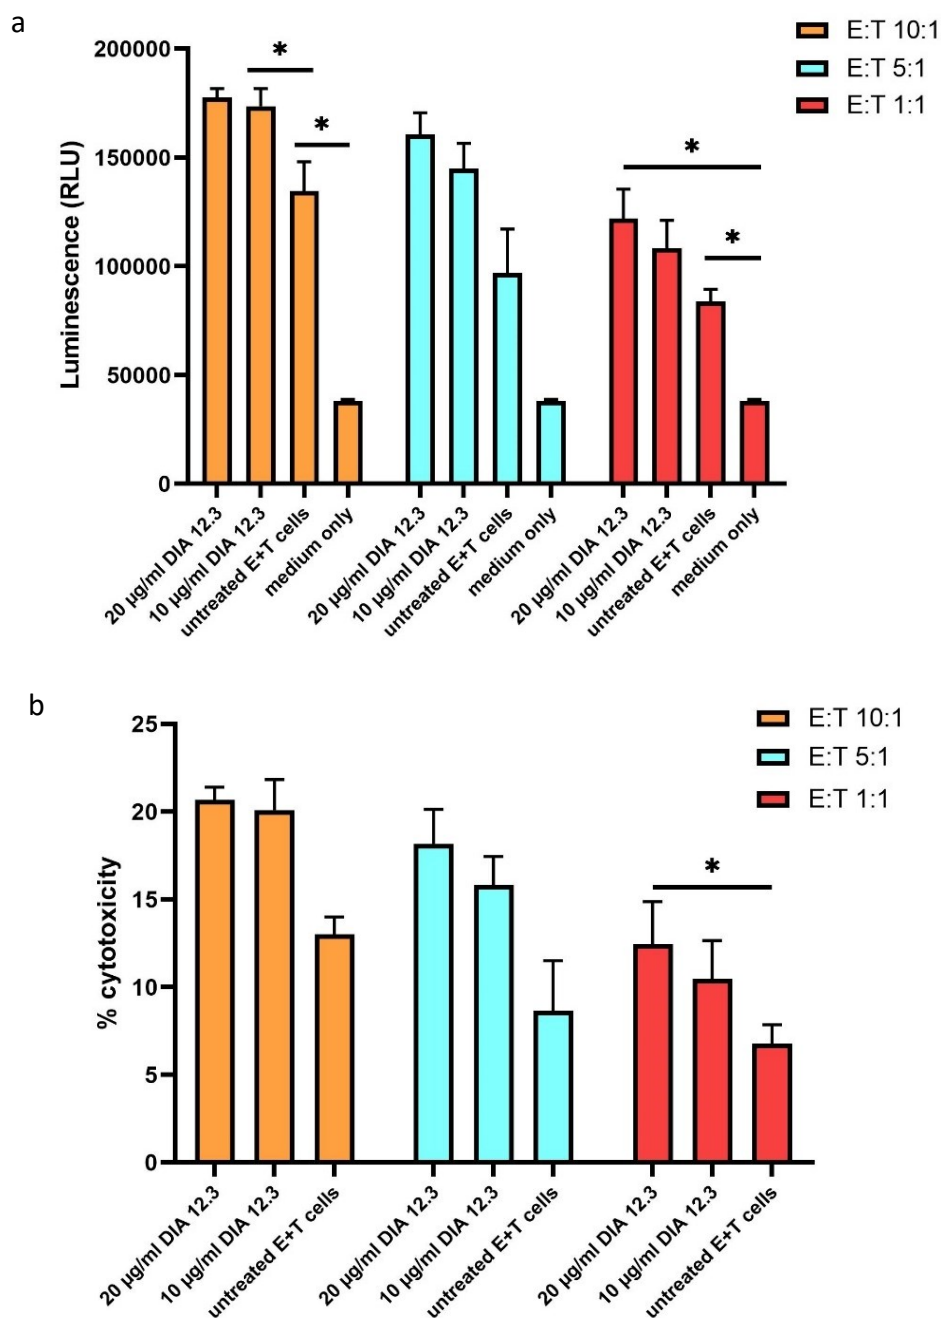 a
E:T 10:1
E:T 5:1
E:T 1:1
Luminescence (RLU)
200000
150000
100000
50000
0
*
*
*
*
20 µg/ml DIA 12.3
10 µg/ml DIA 12.3
untreated E+T cells
medium only
20 µg/ml DIA 12.3
10 µg/ml DIA 12.3
untreated E+T cells
medium only
20 µg/ml DIA 12.3
10 µg/ml DIA 12.3
untreated E+T cells
medium only
b
E:T 10:1
E:T 5:1
E:T 1:1
% cytotoxicity
25
20
15
10
5
0
*
20 µg/ml DIA 12.3
10 µg/ml DIA 12.3
untreated E+T cells
20 µg/ml DIA 12.3
10 µg/ml DIA 12.3
untreated E+T cells
20 µg/ml DIA 12.3
10 µg/ml DIA 12.3
untreated E+T cells